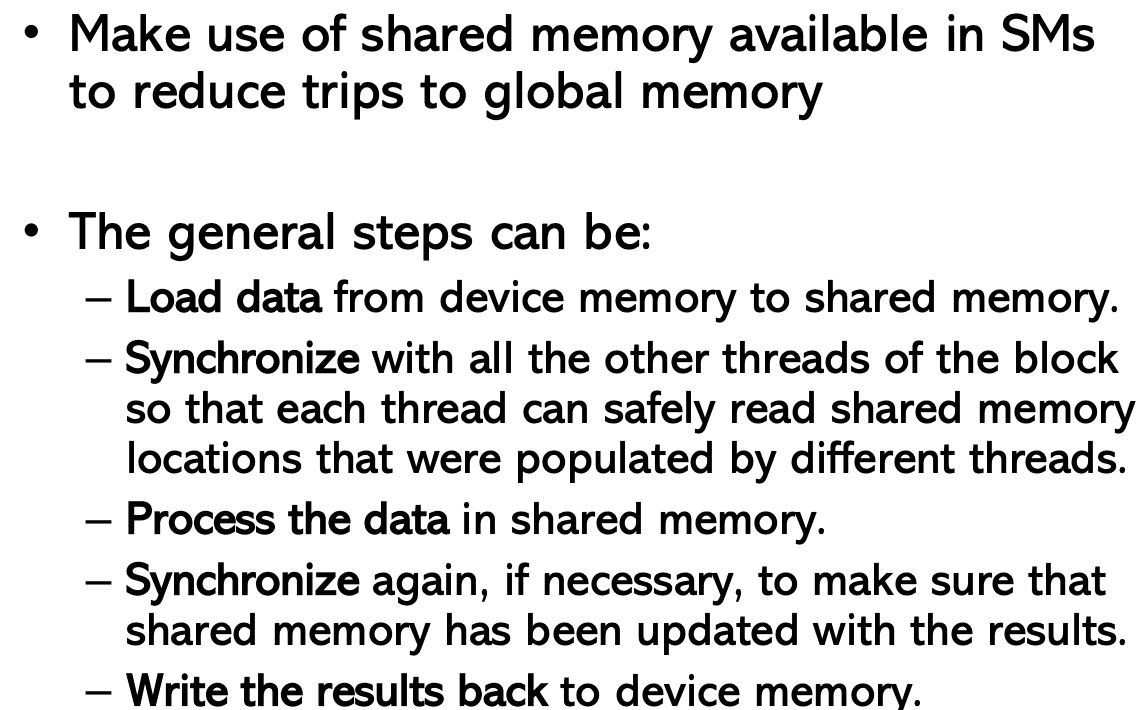 • Make use of shared memory available in SMs
to reduce trips to global memory
• The general steps can be:
– Load data from device memory to shared memory.
– Synchronize with all the other threads of the block
so that each thread can safely read shared memory
locations that were populated by different threads.
– Process the data in shared memory.
– Synchronize again, if necessary, to make sure that
shared memory has been updated with the results.
– Write the results back to device memory.